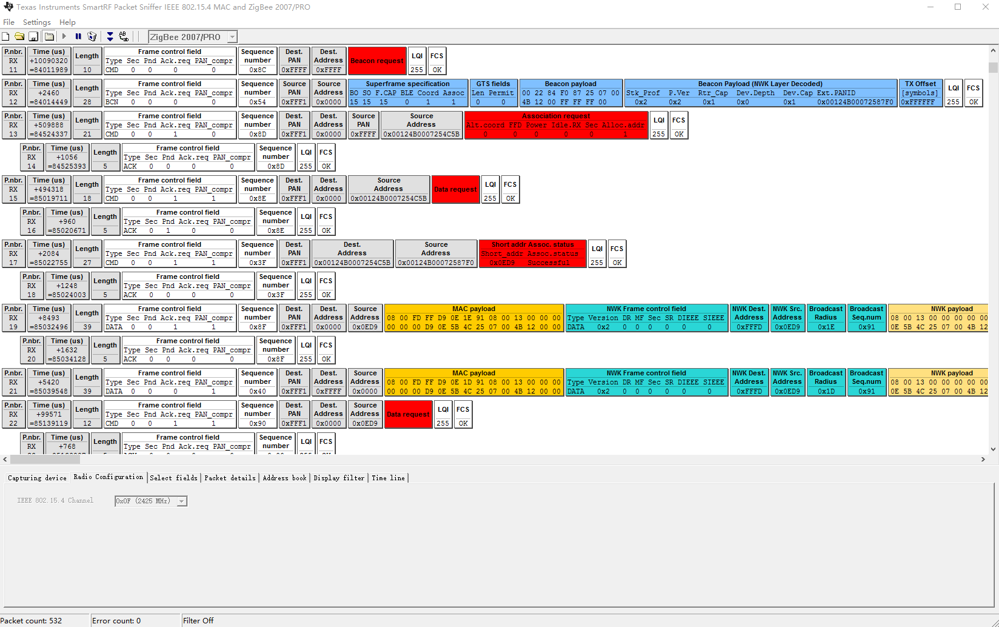 Texas Instruments SmartRF Packet Sniffer IEEE 802.15.4 MAC and ZigBee 2007/PRO
File Settings Help
ZigBee 2007/PRO
P.nbr. Time (us) Length Frame control field Sequence Dest. Dest. Beacon request LQI FCS
RX +10090320 Type Sec Pnd Ack.req PAN_compr number PAN Address
11 =84011989 10 CMD 0 0 0 0 0x8C 0xFFFF 0xFFFF 255 OK
P.nbr. Time (us) Length Frame control field Sequence Source Source Superframe specification GTS fields Beacon payload Beacon Payload (NWK Layer Decoded) TX Offset LQI FCS
RX +2460 Type Sec Pnd Ack.req PAN_compr number PAN Address BO SO F.CAP BLE Coord Assoc Len Permit 00 22 84 F0 87 25 07 00 Stk_Prof P.Ver Rtr_Cap Dev.Depth Dev.Cap Ext.PANID [symbols]
12 =84014449 28 BCN 0 0 0 0 0x54 0xFFF1 0x0000 15 15 15 0 1 1 0 0 4B 12 00 FF FF FF 00 0x2 0x2 0x1 0x0 0x1 0x00124B00072587F0 0xFFFFFF 255 OK
P.nbr. Time (us) Length Frame control field Sequence Dest. Dest. Source Source Association request LQI FCS
RX +509888 Type Sec Pnd Ack.req PAN_compr number PAN Address PAN Address Alt.coord FFD Power Idle.RX Sec Alloc.addr
13 =84524337 21 CMD 0 0 1 0 0x8D 0xFFF1 0x0000 0xFFFF 0x00124B0007254C5B 0 0 0 0 0 1 255 OK
P.nbr. Time (us) Length Frame control field Sequence LQI FCS
RX +1056 Type Sec Pnd Ack.req PAN_compr number
14 =84525393 5 ACK 0 0 0 0 0x8D 255 OK
P.nbr. Time (us) Length Frame control field Sequence Dest. Dest. Source Data request LQI FCS
RX +494318 Type Sec Pnd Ack.req PAN_compr number PAN Address Address
15 =85019711 18 CMD 0 0 1 1 0x8E 0xFFF1 0x0000 0x00124B0007254C5B 255 OK
P.nbr. Time (us) Length Frame control field Sequence LQI FCS
RX +960 Type Sec Pnd Ack.req PAN_compr number
16 =85020671 5 ACK 0 1 0 0 0x8E 255 OK
P.nbr. Time (us) Length Frame control field Sequence Dest. Dest. Source Short addr Assoc. status LQI FCS
RX +2084 Type Sec Pnd Ack.req PAN_compr number PAN Address Address Short_addr Assoc.status
17 =85022755 27 CMD 0 0 1 1 0x3F 0xFFF1 0x00124B0007254C5B 0x00124B00072587F0 0x0ED9 Successful 255 OK
P.nbr. Time (us) Length Frame control field Sequence LQI FCS
RX +1248 Type Sec Pnd Ack.req PAN_compr number
18 =85024003 5 ACK 0 0 0 0 0x3F 255 OK
P.nbr. Time (us) Length Frame control field Sequence Dest. Dest. Source MAC payload NWK Frame control field NWK Dest. NWK Src. Broadcast Broadcast NWK payload
RX +8493 Type Sec Pnd Ack.req PAN_compr number PAN Address Address 08 00 FD FF D9 0E 1E 91 08 00 13 00 00 00 Type Version DR MF Sec SR DIEEE SIEEE Address Address Radius Seq.num 08 00 13 00 00 00 00
19 =85032496 39 DATA 0 0 1 1 0x8F 0xFFF1 0x0000 0x0ED9 00 00 00 D9 0E 5B 4C 25 07 00 4B 12 00 00 DATA 0x2 0 0 0 0 0 0 0xFFFD 0x0ED9 0x1E 0x91 0E 5B 4C 25 07 00 4B 12
P.nbr. Time (us) Length Frame control field Sequence LQI FCS
RX +1632 Type Sec Pnd Ack.req PAN_compr number
20 =85034128 5 ACK 0 0 0 0 0x8F 255 OK
P.nbr. Time (us) Length Frame control field Sequence Dest. Dest. Source MAC payload NWK Frame control field NWK Dest. NWK Src. Broadcast Broadcast NWK payload
RX +5420 Type Sec Pnd Ack.req PAN_compr number PAN Address Address 08 00 FD FF D9 0E 1D 91 08 00 13 00 00 00 Type Version DR MF Sec SR DIEEE SIEEE Address Address Radius Seq.num 08 00 13 00 00 00 00
21 =85039548 39 DATA 0 0 0 1 0x40 0xFFF1 0xFFFF 0x0000 00 00 00 D9 0E 5B 4C 25 07 00 4B 12 00 00 DATA 0x2 0 0 0 0 0 0 0xFFFD 0x0ED9 0x1D 0x91 0E 5B 4C 25 07 00 4B 12
P.nbr. Time (us) Length Frame control field Sequence Dest. Dest. Source Data request LQI FCS
RX +99571 Type Sec Pnd Ack.req PAN_compr number PAN Address Address
22 =85139119 12 CMD 0 0 1 1 0x90 0xFFF1 0x0000 0x0ED9 255 OK
P.nbr. Time (us) Length Frame control field Sequence LQI FCS
RX +768 Type Sec Pnd Ack.req PAN_compr number
Capturing device Radio Configuration Select fields Packet details Address book Display filter Time line
IEEE 802.15.4 Channel 0x0F (2425 MHz)
Packet count: 532 Error count: 0 Filter Off